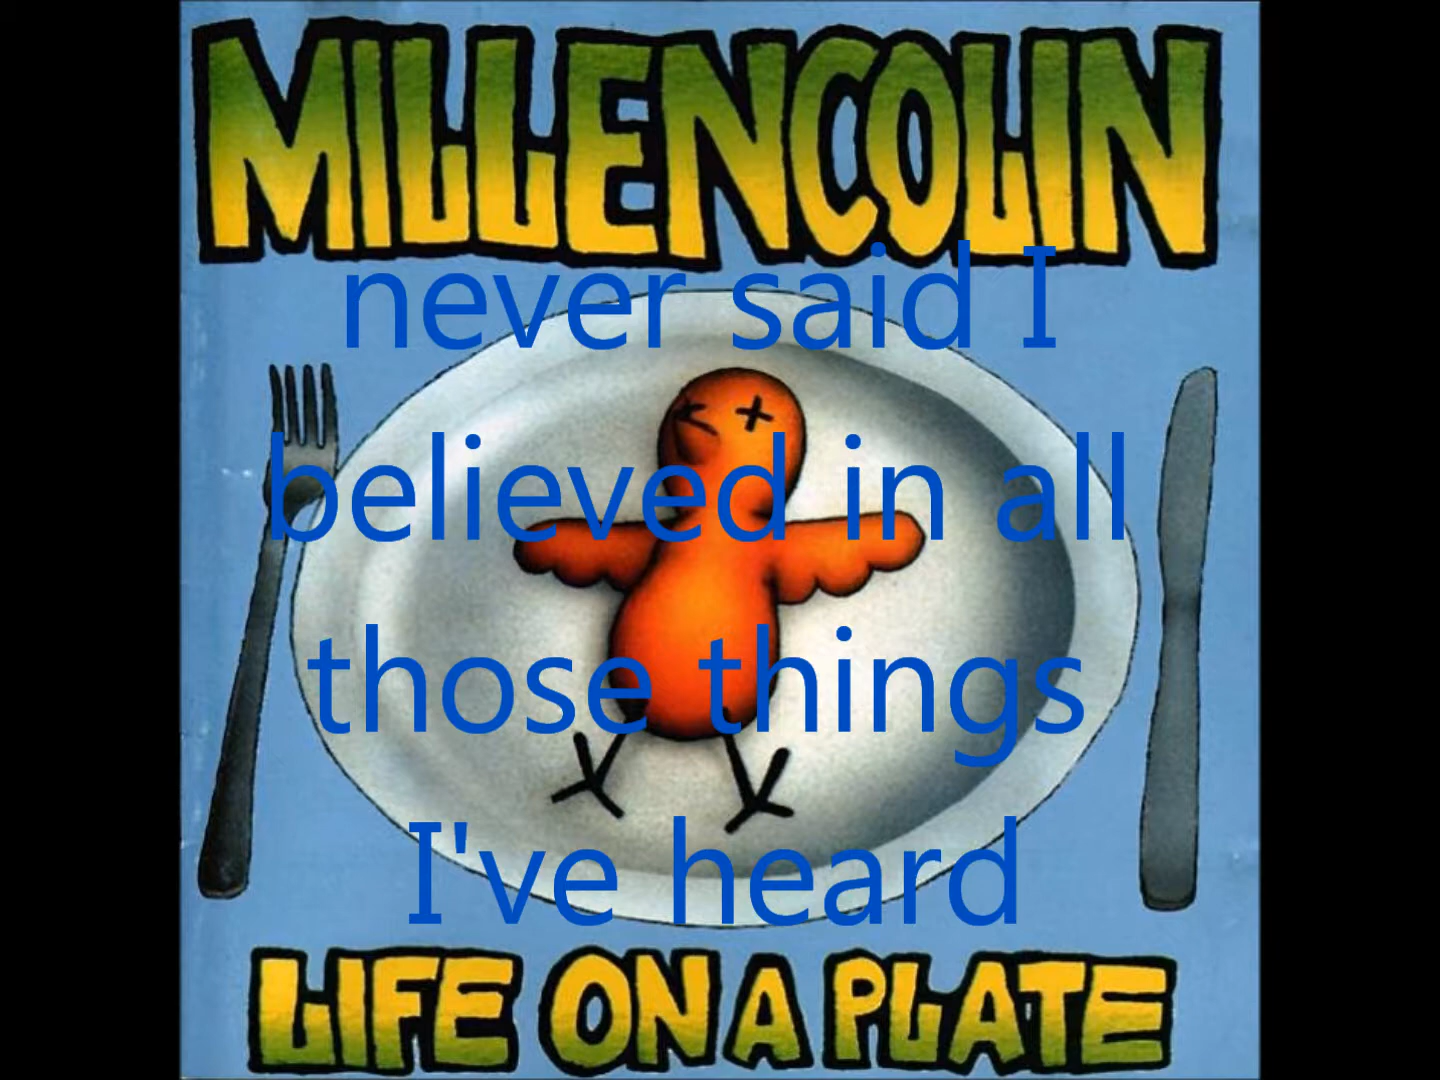 MILLENCOLIN
never said I
believed in all
those things
I've heard
LIFE ON A PLATE